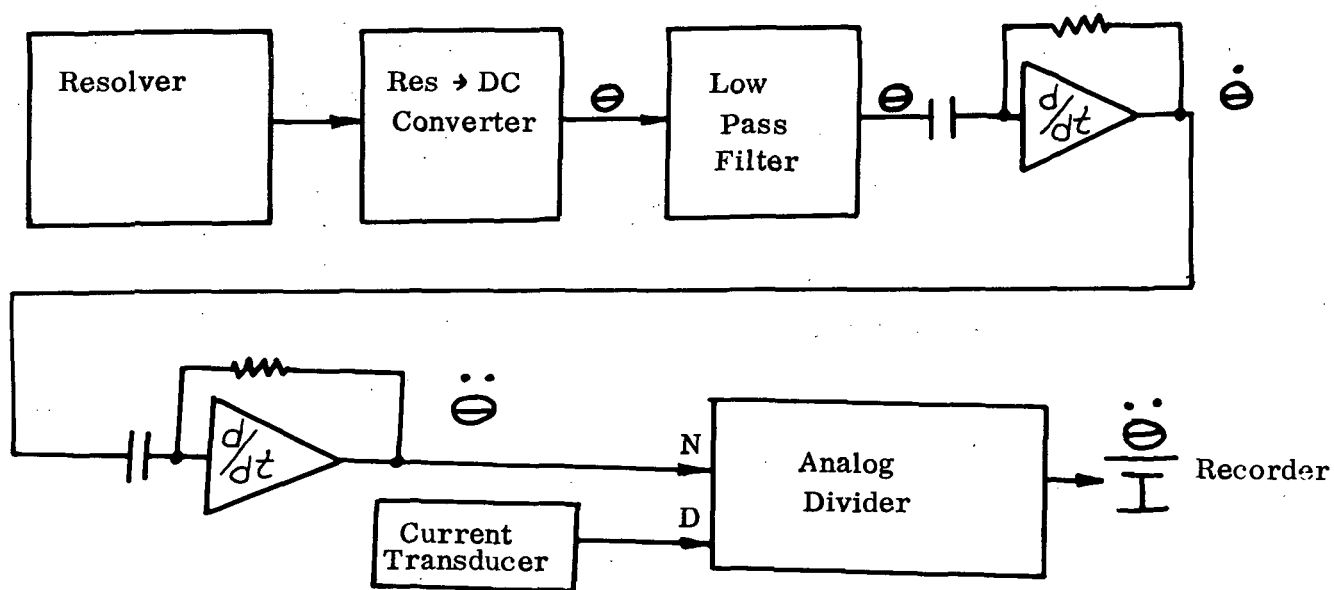 Resolver
Res → DC
Converter
θ
Low
Pass
Filter
θ
d/dt
θ̇
d/dt
θ̈
N
D
Current
Transducer
Analog
Divider
θ̈
I
Recorder